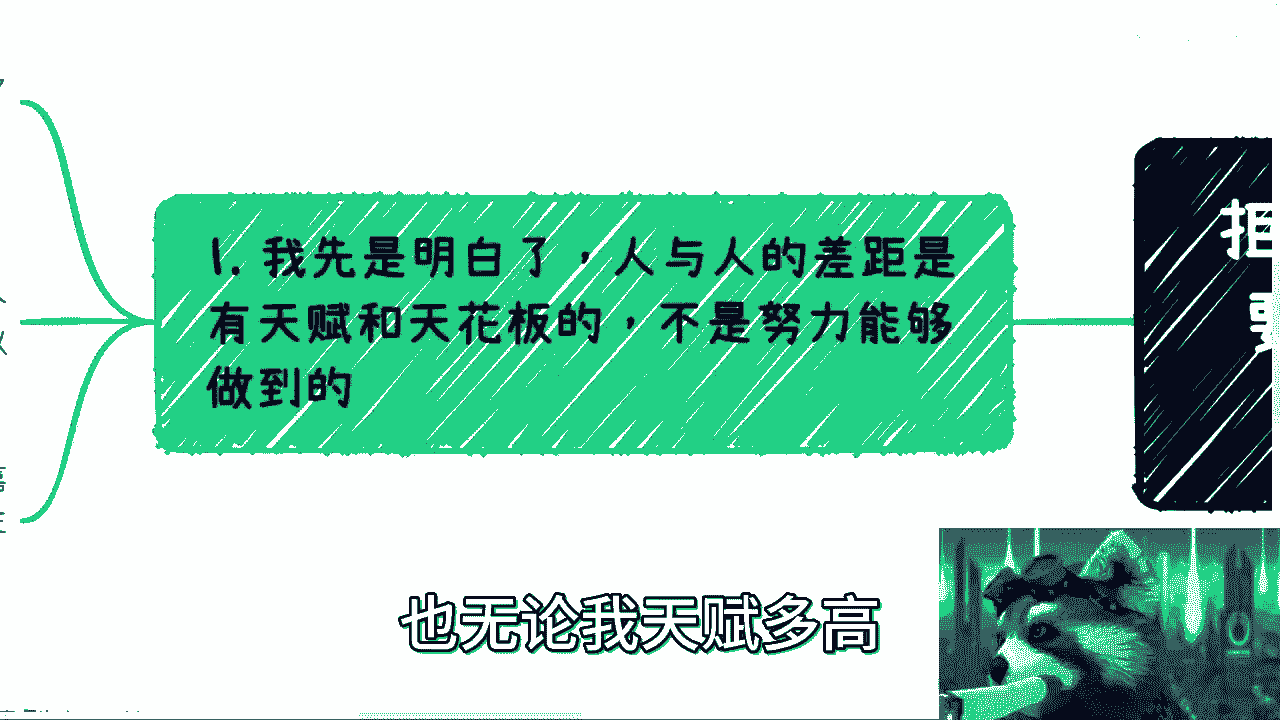 1. 我先是明白了，人与人的差距是
有天赋和天花板的，不是努力能够
做到的
也无论我天赋多高